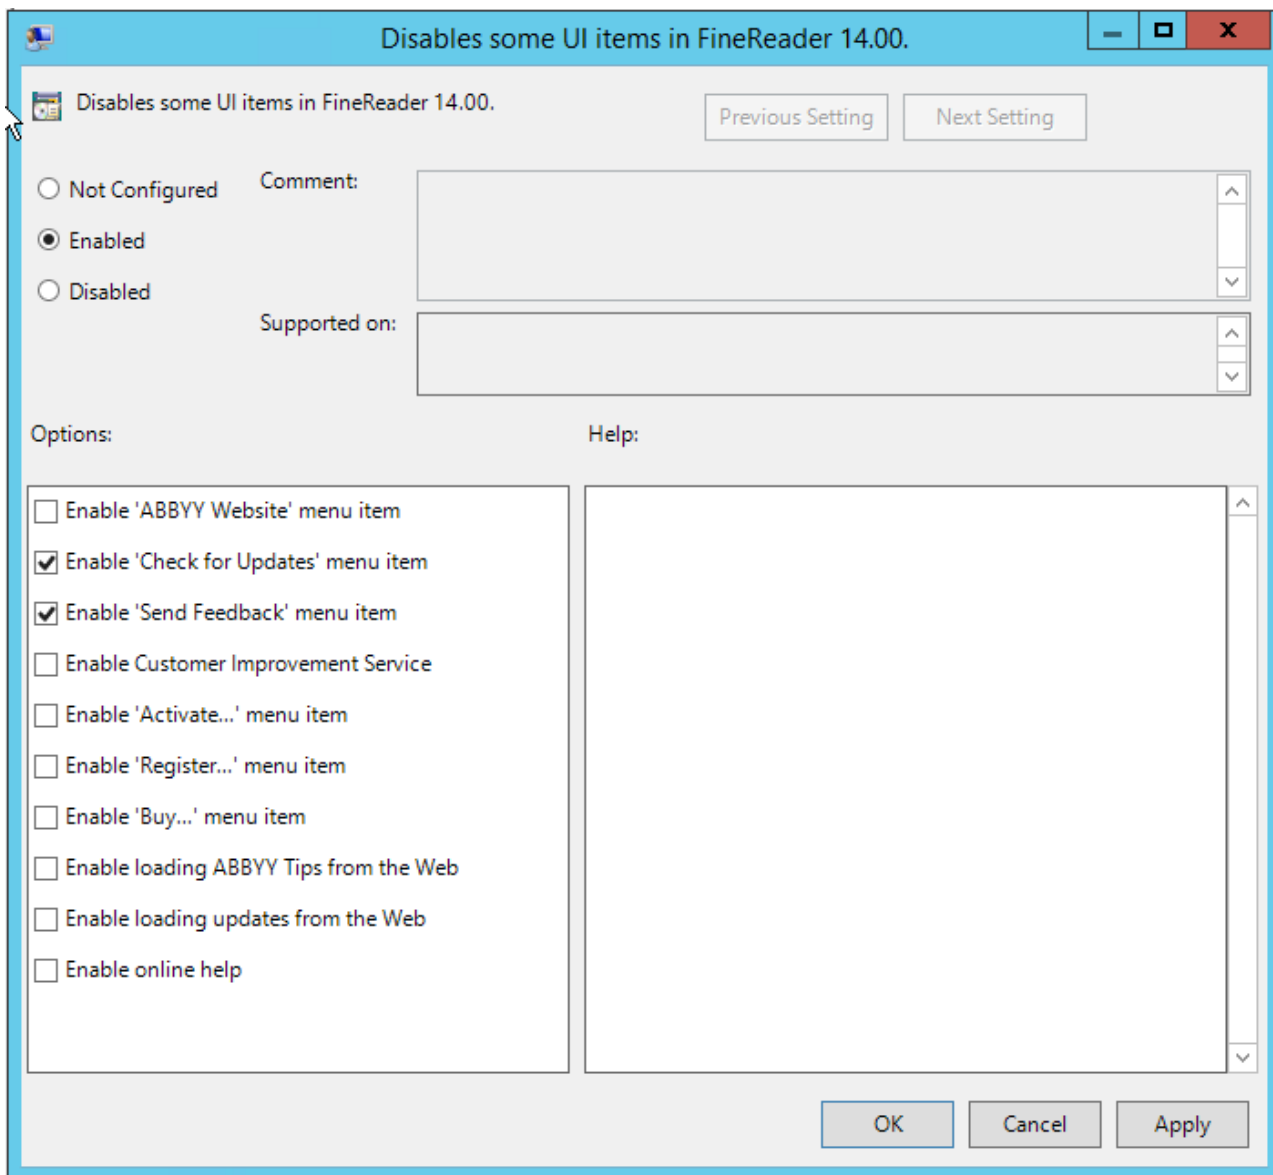 Disables some UI items in FineReader 14.00.
Disables some UI items in FineReader 14.00.
Previous Setting
Next Setting
Not Configured
Comment:
Enabled
Disabled
Supported on:
Options:
Help:
Enable 'ABBYY Website' menu item
Enable 'Check for Updates' menu item
Enable 'Send Feedback' menu item
Enable Customer Improvement Service
Enable 'Activate...' menu item
Enable 'Register...' menu item
Enable 'Buy...' menu item
Enable loading ABBYY Tips from the Web
Enable loading updates from the Web
Enable online help
OK
Cancel
Apply